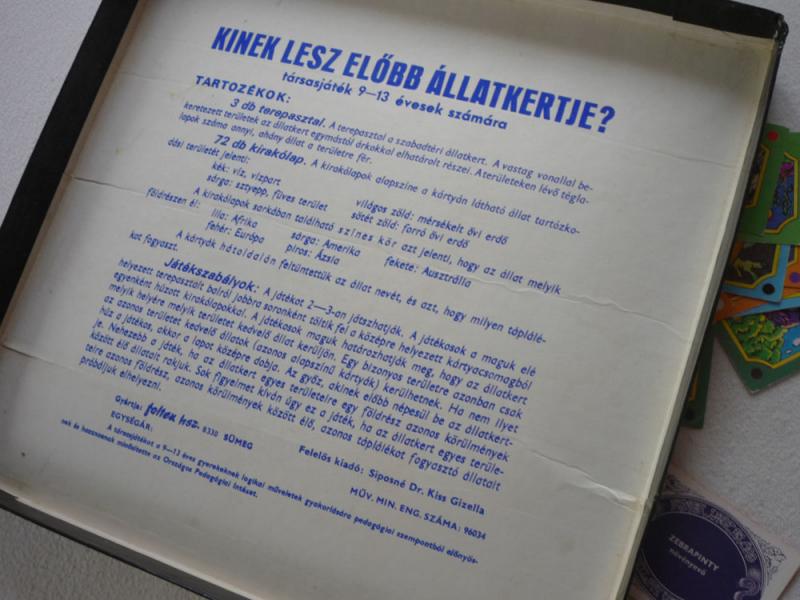 KINEK LESZ ELŐBB ÁLLATKERTJE?
társasjáték 9—13 évesek számára
TARTOZÉKOK:
3 db terepasztal. A terepasztal a szabadtéri állatkert. A vastag vonallal be-
keretezett területek az állatkert egymástól árkokkal elhatárolt részei. A területeken lévő tégla-
lapok száma annyi, ahány állat a területre fér.
72 db kirakólap. A kirakólapok alapszíne a kártyán látható állat tartózko-
dási területét jelenti:
kék: víz, vízpart
világos zöld: mérsékelt övi erdő
sárga: sztyepp, füves terület
sötét zöld: forró övi erdő
A kirakólapok sarkában található színes kör azt jelenti, hogy az állat melyik
földrészen él:
lila: Afrika
sárga: Amerika
fekete: Ausztrália
fehér: Európa
piros: Ázsia
A kártyák hátoldalán feltüntettük az állat nevét, és azt, hogy milyen táplálé-
kot fogyaszt.
Játékszabályok: A játékot 2—3-an játszhatják. A játékosok a maguk elé
helyezett terepasztalt balról jobbra soronként töltik fel a középre helyezett kártyacsomagból
egyenként húzott kirakólapokkal. A játékosok maguk határozhatják meg, hogy az állatkert
melyik helyére melyik területet kedvelő állat kerüljön. Egy bizonyos területre azonban csak
az azonos területet kedvelő állatok (azonos alapszínű kártyák) kerülhetnek. Ha nem ilyet
húz a játékos, akkor a lapot középre dobja. Az győz, akinek előbb népesül be az állatkert-
je. Nehezebb a játék, ha az állatkert egyes területeire egy földrész azonos körülmények
között élő állatait rakjuk. Sok figyelmet kíván úgy ez a játék, ha az állatkert egyes terüle-
teire azonos földrész, azonos körülmények között élő, azonos táplálékot fogyasztó állatait
próbáljuk elhelyezni.
Gyártja: foltex hsz. 8330 SÜMEG
Felelős kiadó: Siposné Dr. Kiss Gizella
EGYSÉGÁR:
MŰV. MIN. ENG. SZÁMA: 96034
A társasjátékot a 9—13 éves gyerekeknek logikai műveletek gyakorlására pedagógiai szempontból előnyös-
nek és hasznosnak minősítette az Országos Pedagógiai Intézet.
ZEBRAPINTY
növényevő